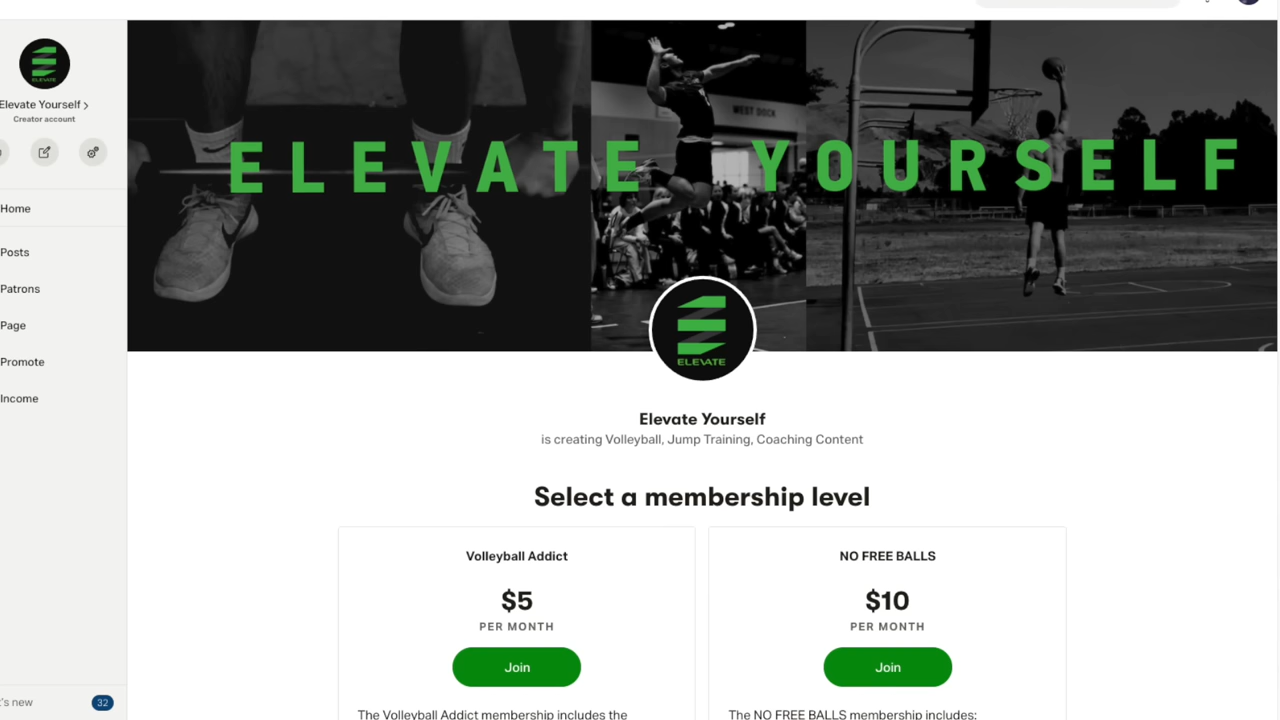 ELEVATE
Elevate Yourself
Creator account
Home
Posts
Patrons
Page
Promote
Income
t's new
32
WEST DOCK
ELEVATE YOURSELF
ELEVATE
Elevate Yourself
is creating Volleyball, Jump Training, Coaching Content
Select a membership level
Volleyball Addict
$5
PER MONTH
Join
The Volleyball Addict membership includes the
NO FREE BALLS
$10
PER MONTH
Join
The NO FREE BALLS membership includes: